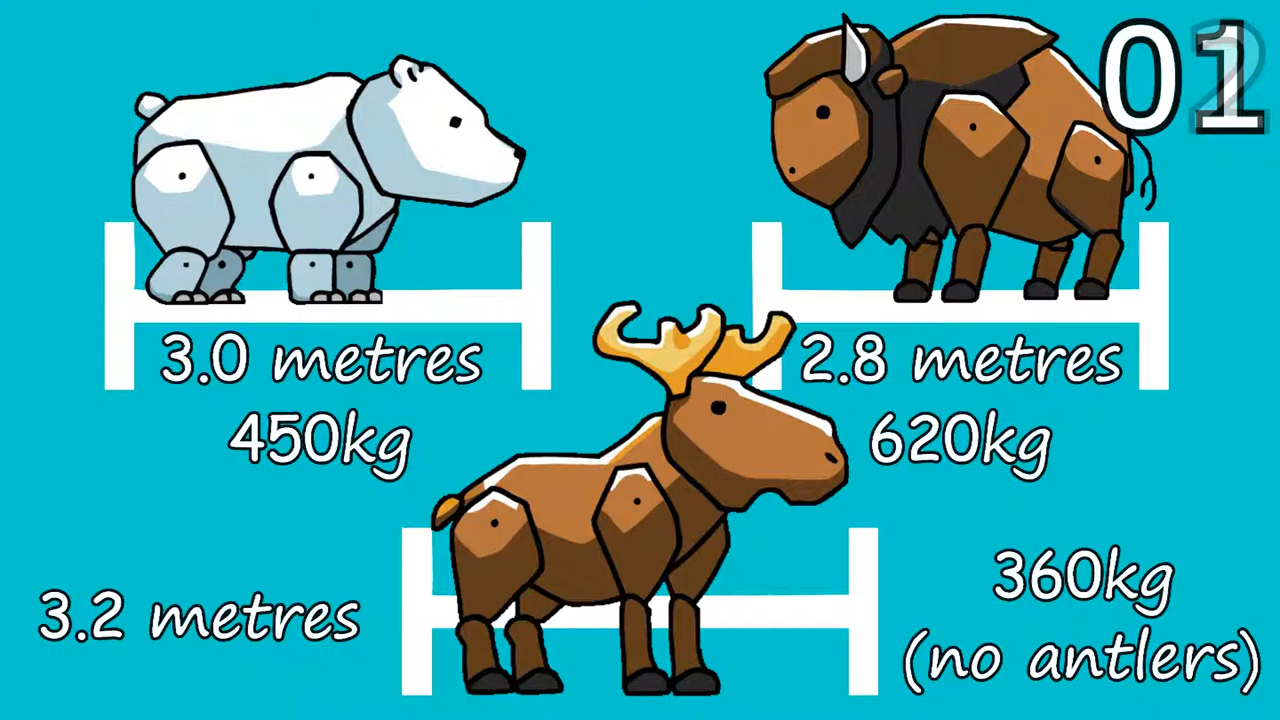 01
3.0 metres
450kg
2.8 metres
620kg
3.2 metres
360kg
(no antlers)